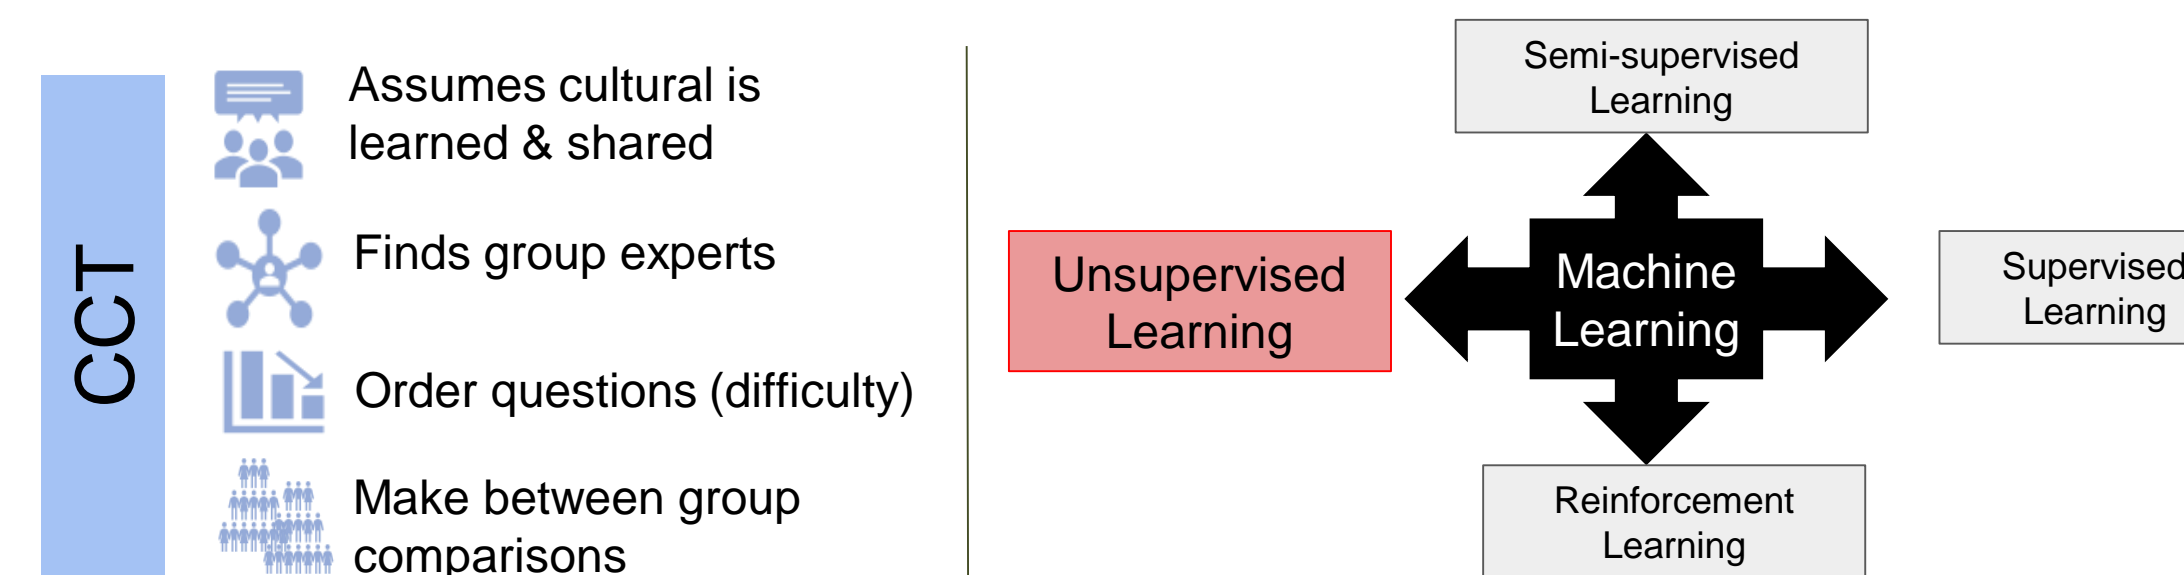 CCT
Assumes cultural is
learned & shared
Finds group experts
Order questions (difficulty)
Make between group
comparisons
Semi-supervised
Learning
Unsupervised
Learning
Machine
Learning
Supervised
Learning
Reinforcement
Learning